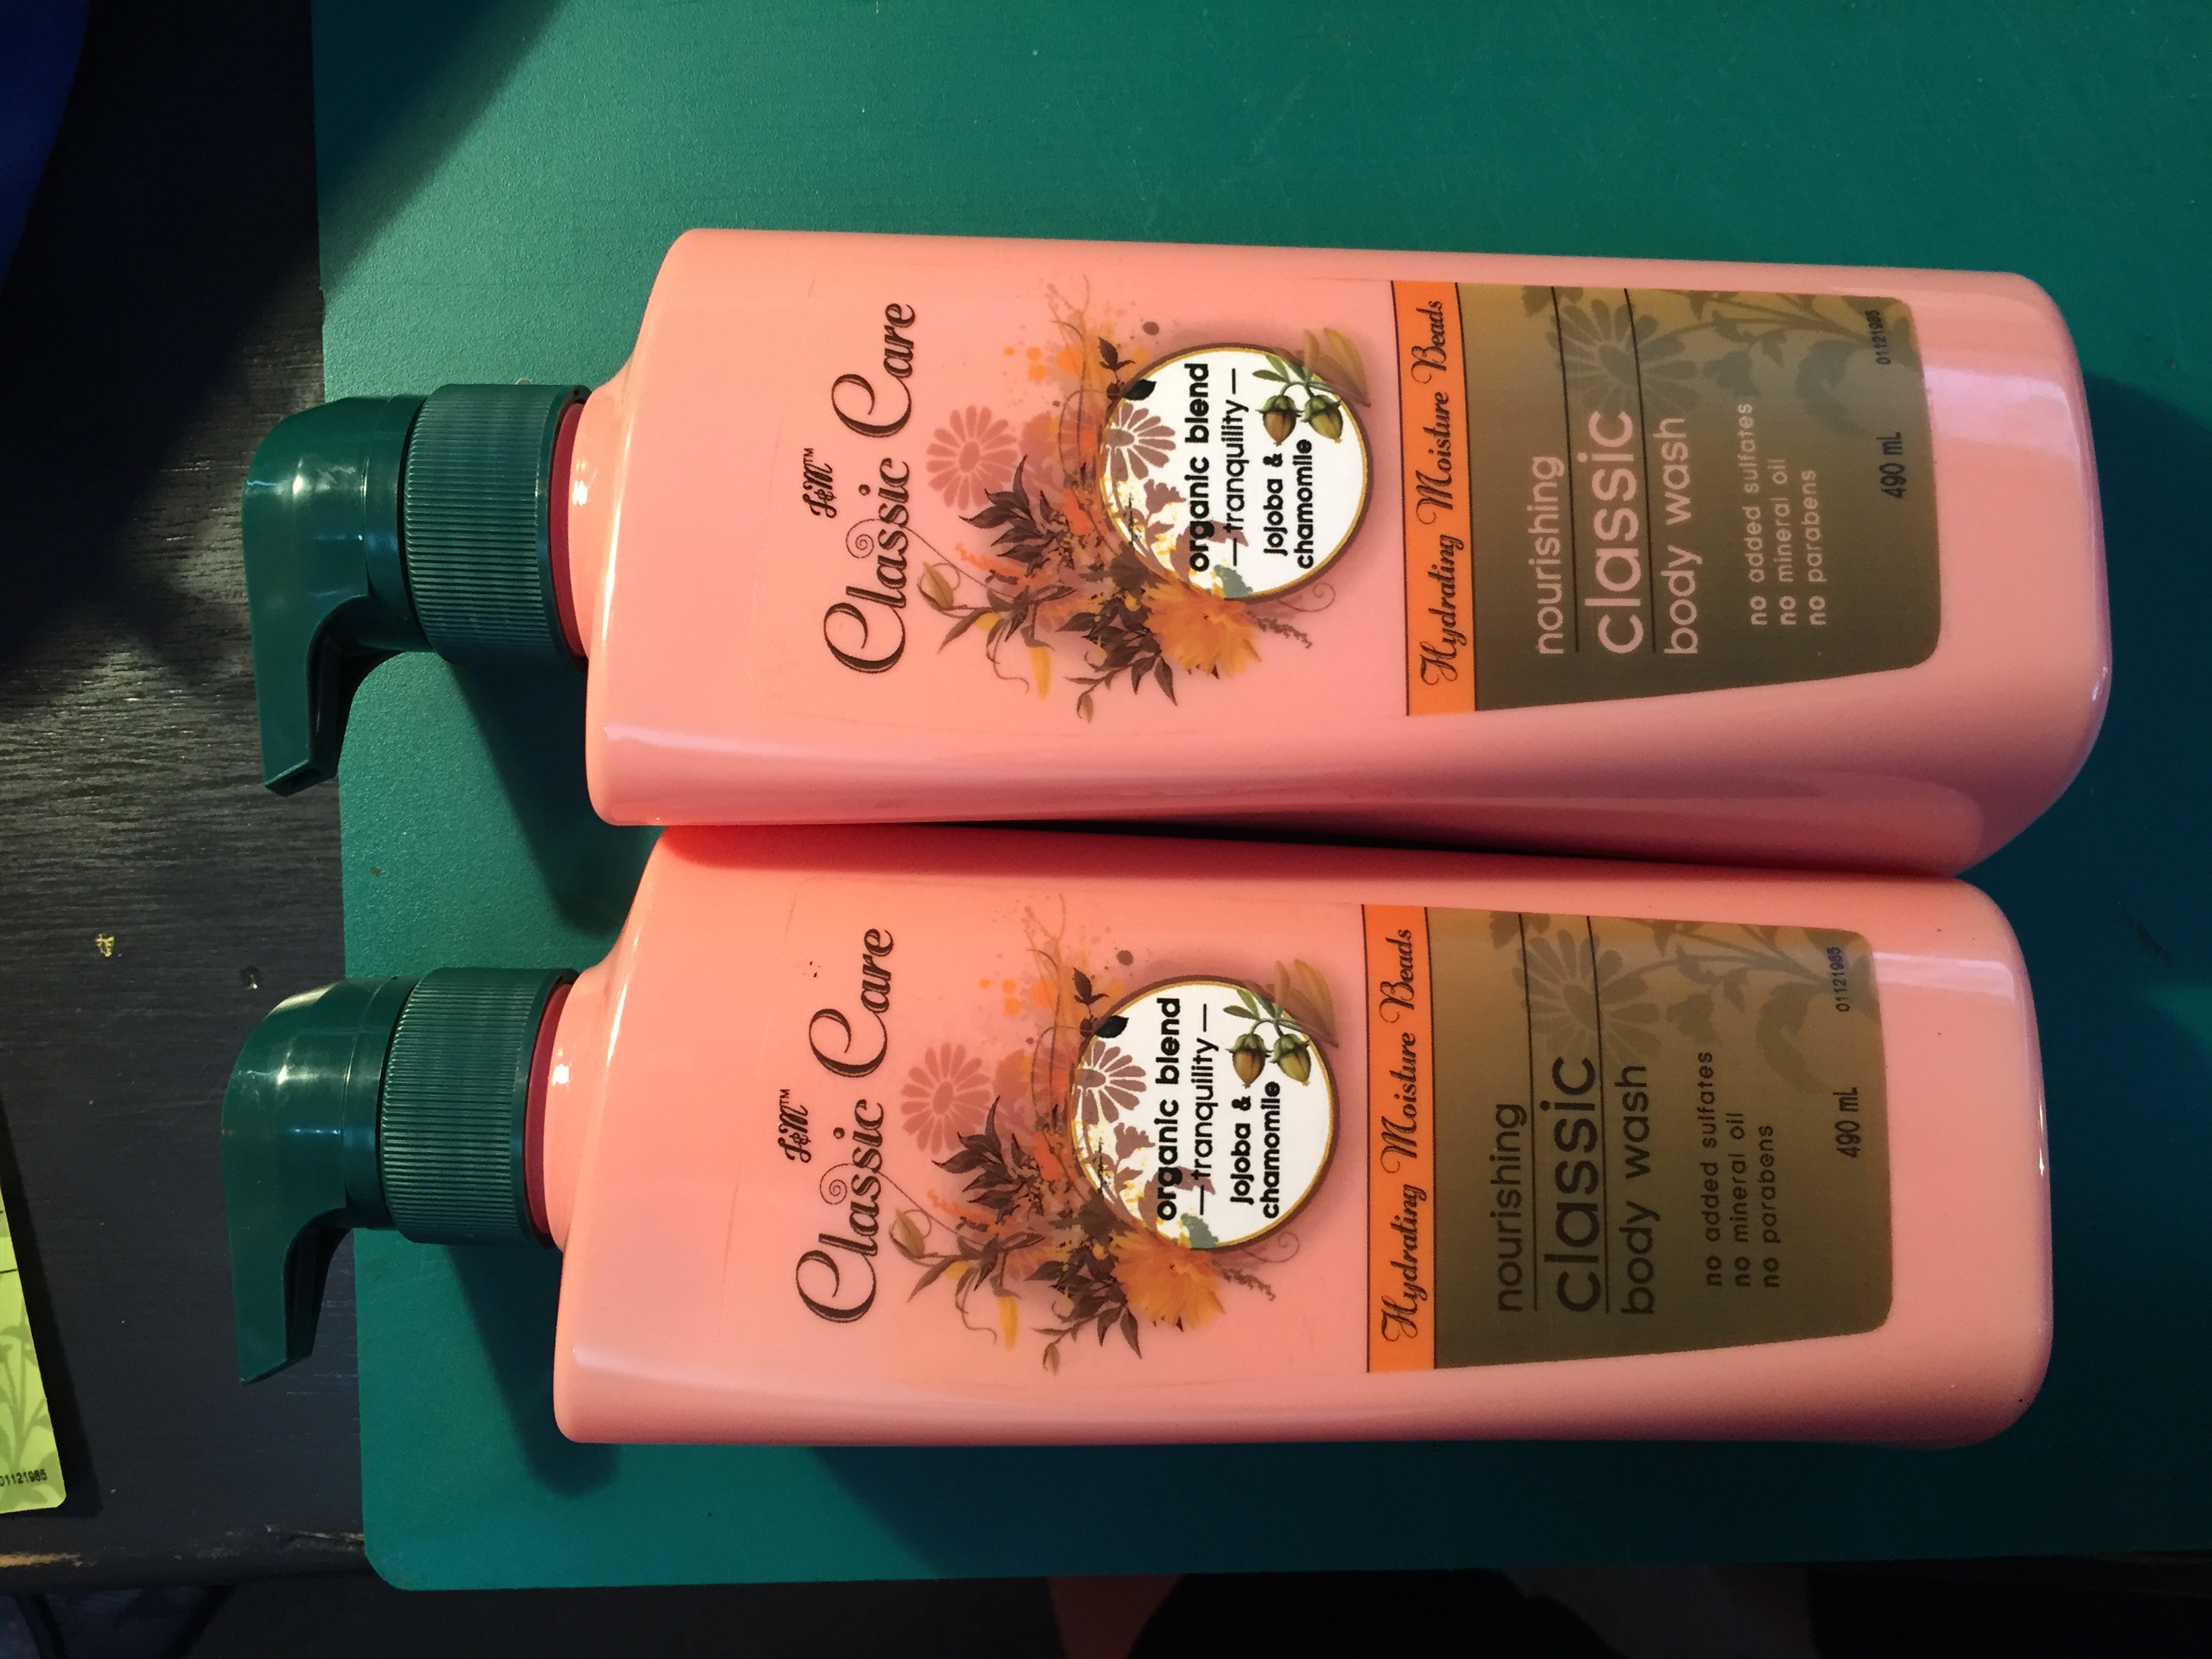 H&M™
Classic Care
organic blend
—tranquility—
jojoba &
chamomile
Hydrating Moisture Beads
nourishing
classic
body wash
no added sulfates
no mineral oil
no parabens
490 mL
01121985
H&M™
Classic Care
organic blend
—tranquility—
jojoba &
chamomile
Hydrating Moisture Beads
nourishing
classic
body wash
no added sulfates
no mineral oil
no parabens
490 mL
01121985
01121985